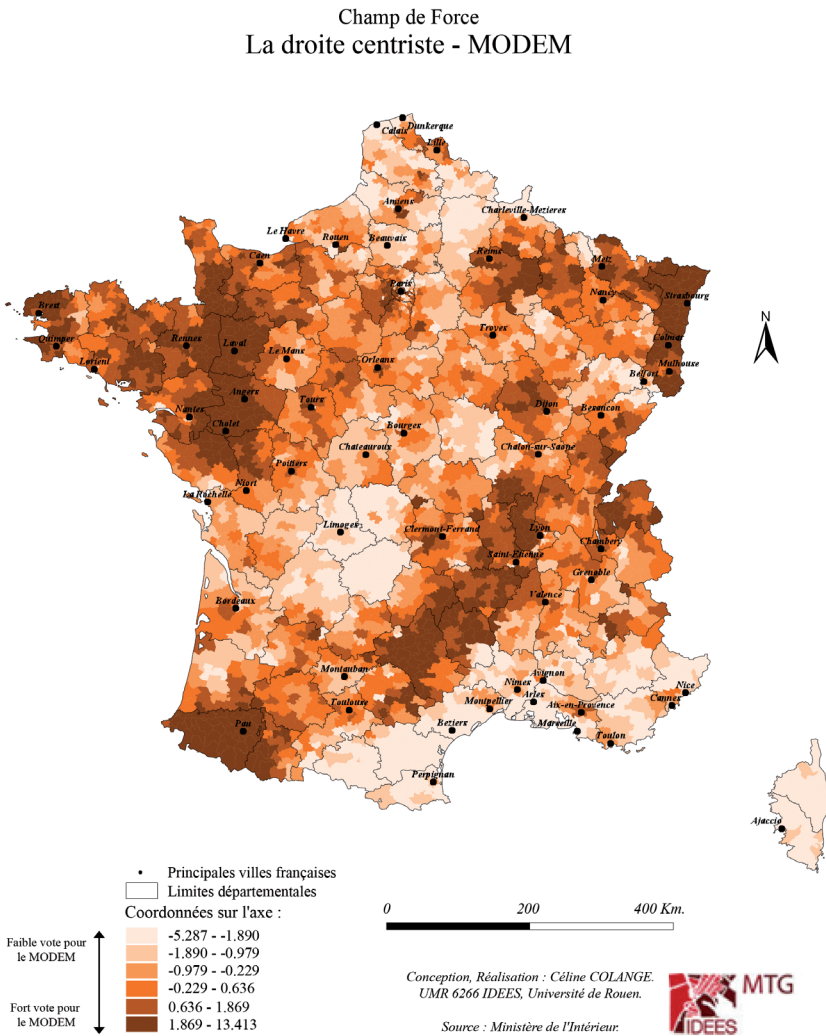 Champ de Force
La droite centriste - MODEM
Dunkerque
Calais
Lille
Amiens
Charleville-Mezieres
Le Havre
Rouen
Beauvais
Caen
Reims
Metz
Paris
Nancy
Strasbourg
Brest
Quimper
Rennes
Laval
Le Mans
Troyes
Colmar
Lorient
Orleans
Mulhouse
Belfort
Angers
Tours
Dijon
Besancon
Nantes
Cholet
Bourges
Chateauroux
Chalon-sur-Saone
Poitiers
Niort
La Rochelle
Limoges
Clermont-Ferrand
Lyon
Chambery
Saint-Etienne
Grenoble
Bordeaux
Valence
Montauban
Avignon
Nimes
Arles
Nice
Cannes
Toulouse
Montpellier
Aix-en-Provence
Pau
Beziers
Marseille
Toulon
Perpignan
Ajaccio
N
• Principales villes françaises
Limites départementales
Coordonnées sur l'axe :
Faible vote pour
le MODEM
Fort vote pour
le MODEM
-5.287 - -1.890
-1.890 - -0.979
-0.979 - -0.229
-0.229 - 0.636
0.636 - 1.869
1.869 - 13.413
0 200 400 Km.
Conception, Réalisation : Céline COLANGE.
UMR 6266 IDEES, Université de Rouen.
Source : Ministère de l'Intérieur.
MTG
IDEES